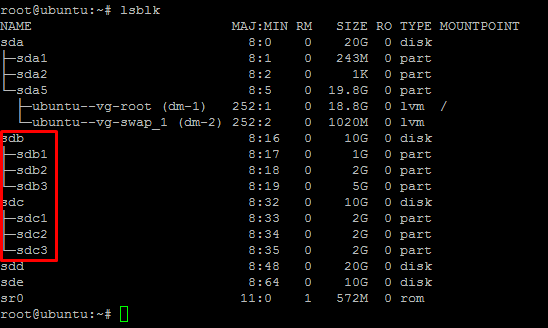 root@ubuntu:~# lsblk
NAME                          MAJ:MIN RM   SIZE RO TYPE MOUNTPOINT
sda                             8:0    0    20G  0 disk
├─sda1                          8:1    0   243M  0 part
├─sda2                          8:2    0     1K  0 part
└─sda5                          8:5    0  19.8G  0 part
  ├─ubuntu--vg-root (dm-1)    252:1    0  18.8G  0 lvm  /
  └─ubuntu--vg-swap_1 (dm-2)  252:2    0  1020M  0 lvm
sdb                             8:16   0    10G  0 disk
├─sdb1                          8:17   0     1G  0 part
├─sdb2                          8:18   0     2G  0 part
└─sdb3                          8:19   0     5G  0 part
sdc                             8:32   0    10G  0 disk
├─sdc1                          8:33   0     2G  0 part
├─sdc2                          8:34   0     2G  0 part
└─sdc3                          8:35   0     2G  0 part
sdd                             8:48   0    20G  0 disk
sde                             8:64   0    10G  0 disk
sr0                            11:0    1   572M  0 rom
root@ubuntu:~#